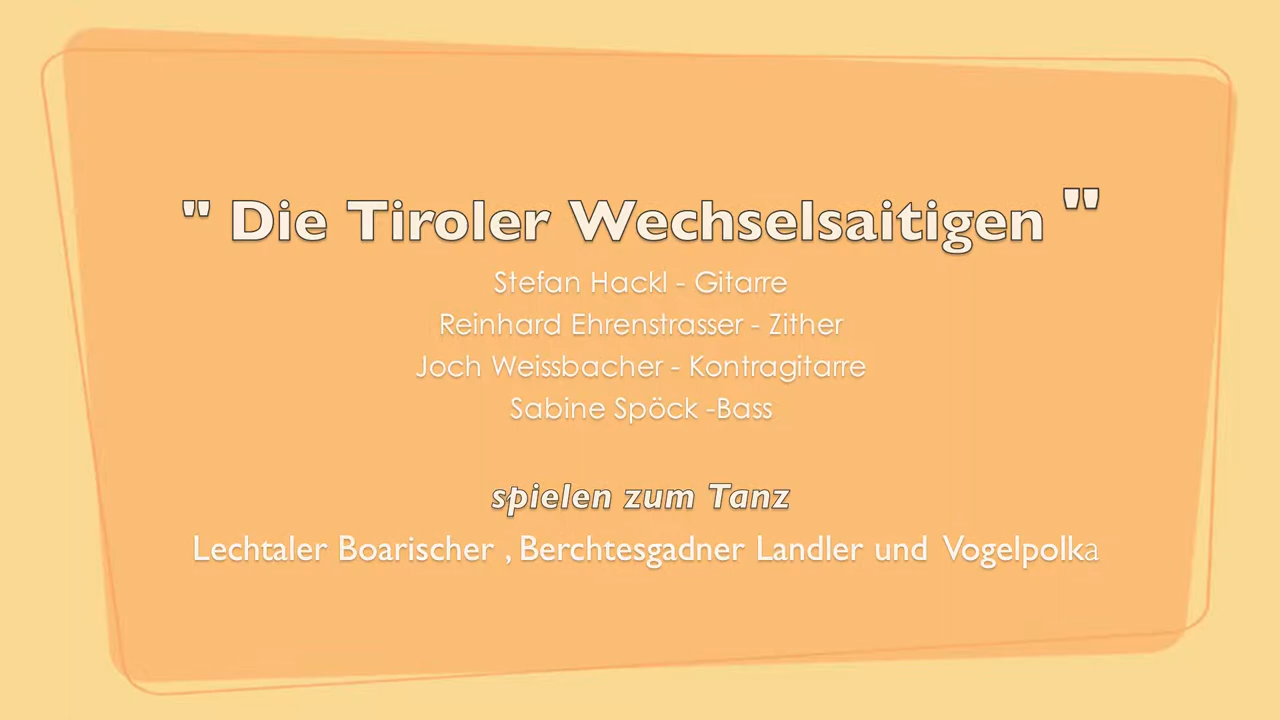 " Die Tiroler Wechselsaitigen "
Stefan Hackl - Gitarre
Reinhard Ehrenstrasser - Zither
Joch Weissbacher - Kontragitarre
Sabine Spöck -Bass
spielen zum Tanz
Lechtaler Boarischer , Berchtesgadner Landler und Vogelpolka